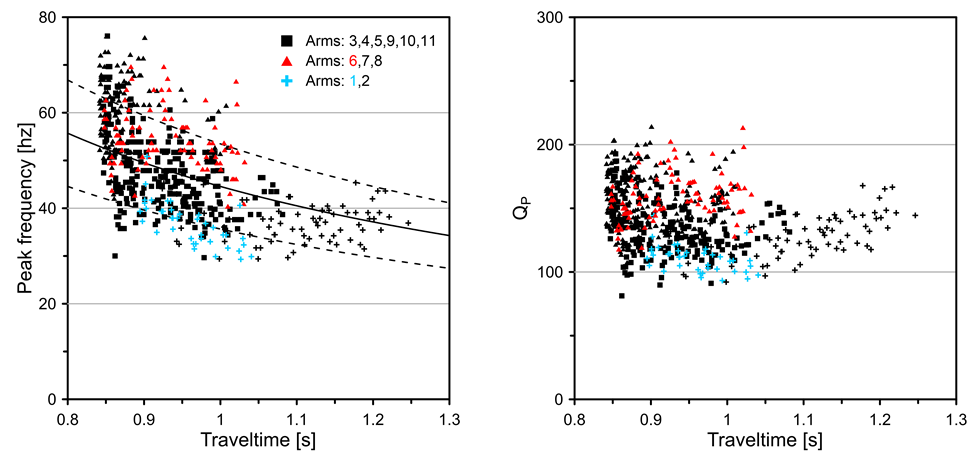 80
60
40
20
0
Peak frequency [hz]
0.8 0.9 1 1.1 1.2 1.3
Traveltime [s]
Arms: 3,4,5,9,10,11
Arms: 6,7,8
Arms: 1,2
300
200
100
0
QP
0.8 0.9 1 1.1 1.2 1.3
Traveltime [s]